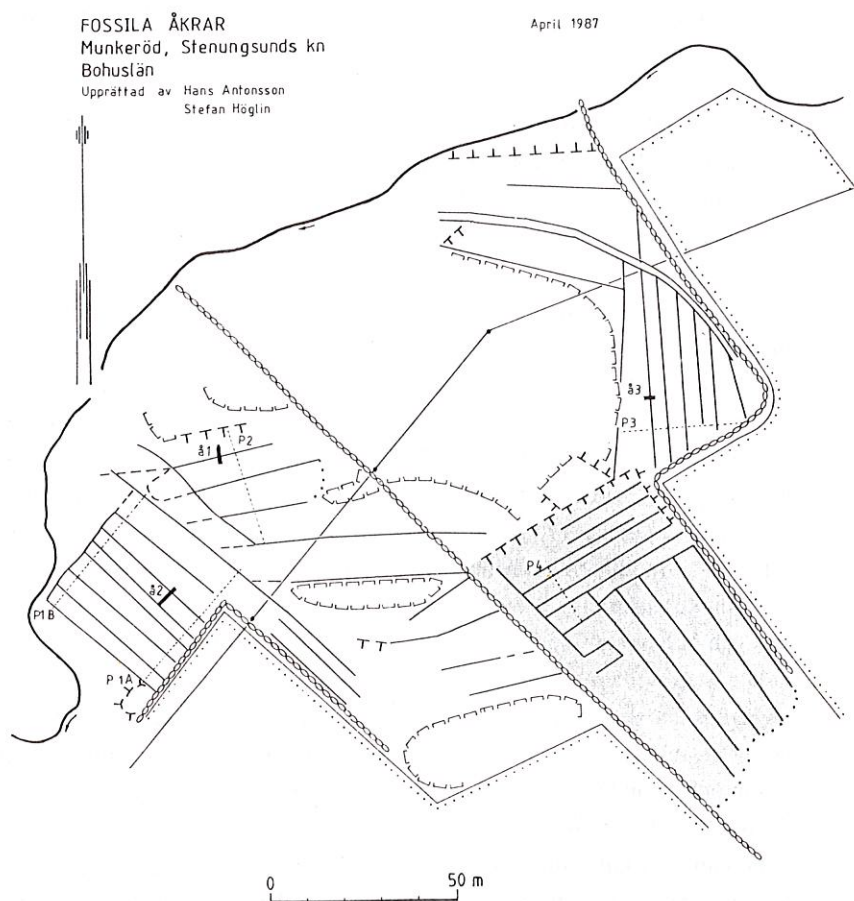 FOSSILA ÅKRAR
Munkeröd, Stenungsunds kn
Bohuslän
Upprättad av Hans Antonsson
Stefan Höglin
April 1987
å3
P3
P2
å1
P4
å2
P1B
P1A
0 50 m